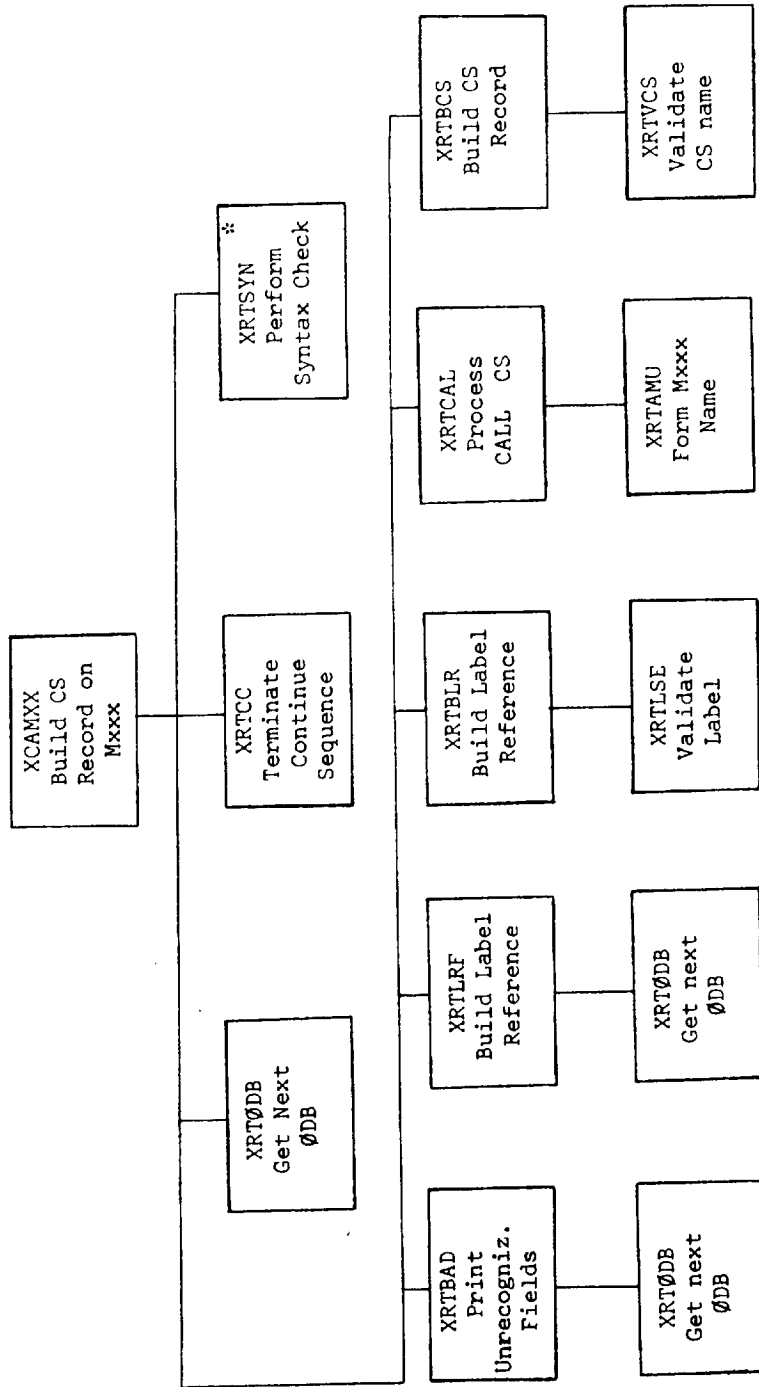 XCAMXX
Build CS
Record on
Mxxx
XRTØDB
Get Next
ØDB
XRTCC
Terminate
Continue
Sequence
XRTSYN *
Perform
Syntax Check
XRTBAD
Print
Unrecogniz.
Fields
XRTLRF
Build Label
Reference
XRTBLR
Build Label
Reference
XRTCAL
Process
CALL CS
XRTBCS
Build CS
Record
XRTØDB
Get next
ØDB
XRTØDB
Get next
ØDB
XRTLSE
Validate
Label
XRTAMU
Form Mxxx
Name
XRTVCS
Validate
CS name